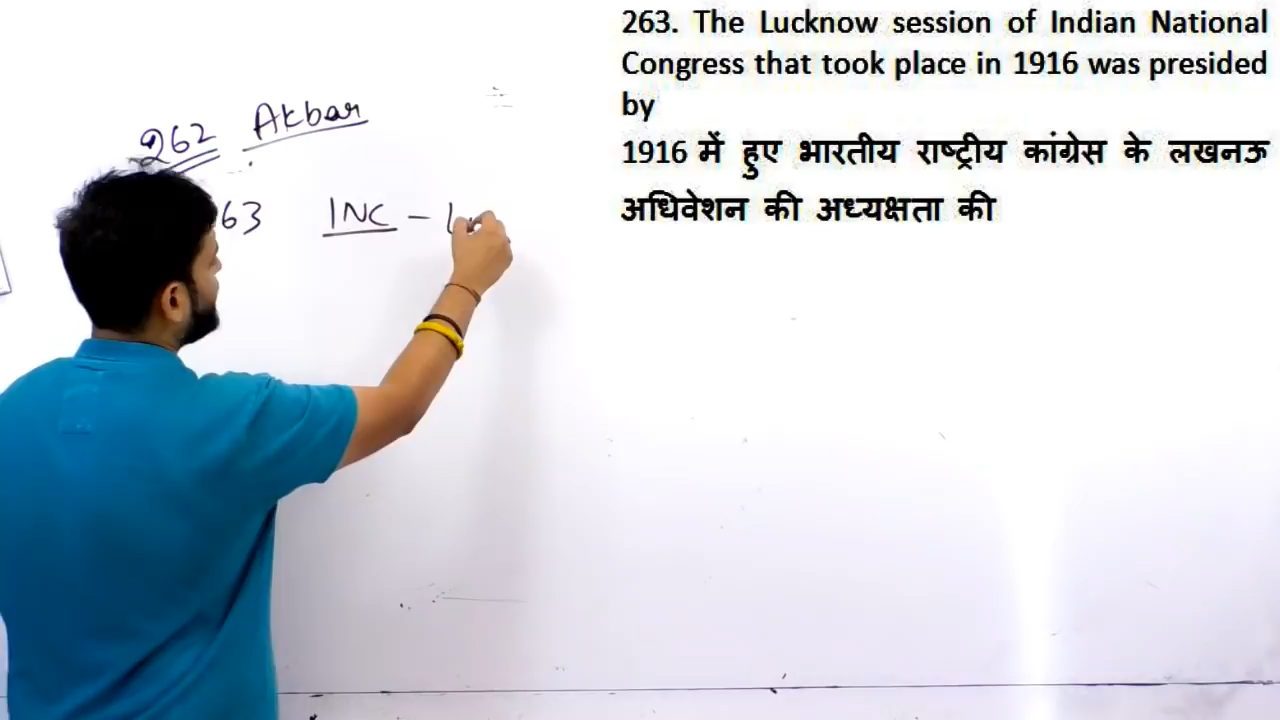 263. The Lucknow session of Indian National
Congress that took place in 1916 was presided
by
1916 में हुए भारतीय राष्ट्रीय कांग्रेस के लखनऊ
अधिवेशन की अध्यक्षता की
262 Akbar
63 INC -